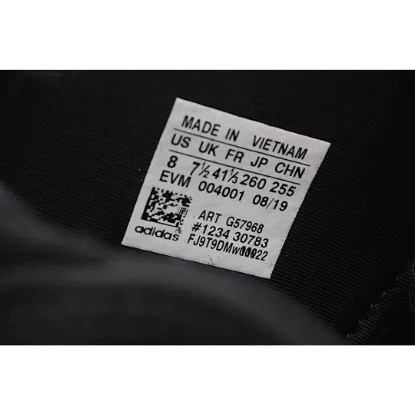 MADE IN VIETNAM
US UK FR JP CHN
8 7½ 41⅓ 260 255
EVM 004001 08/19
ART G57968
#1234 30783
adidas